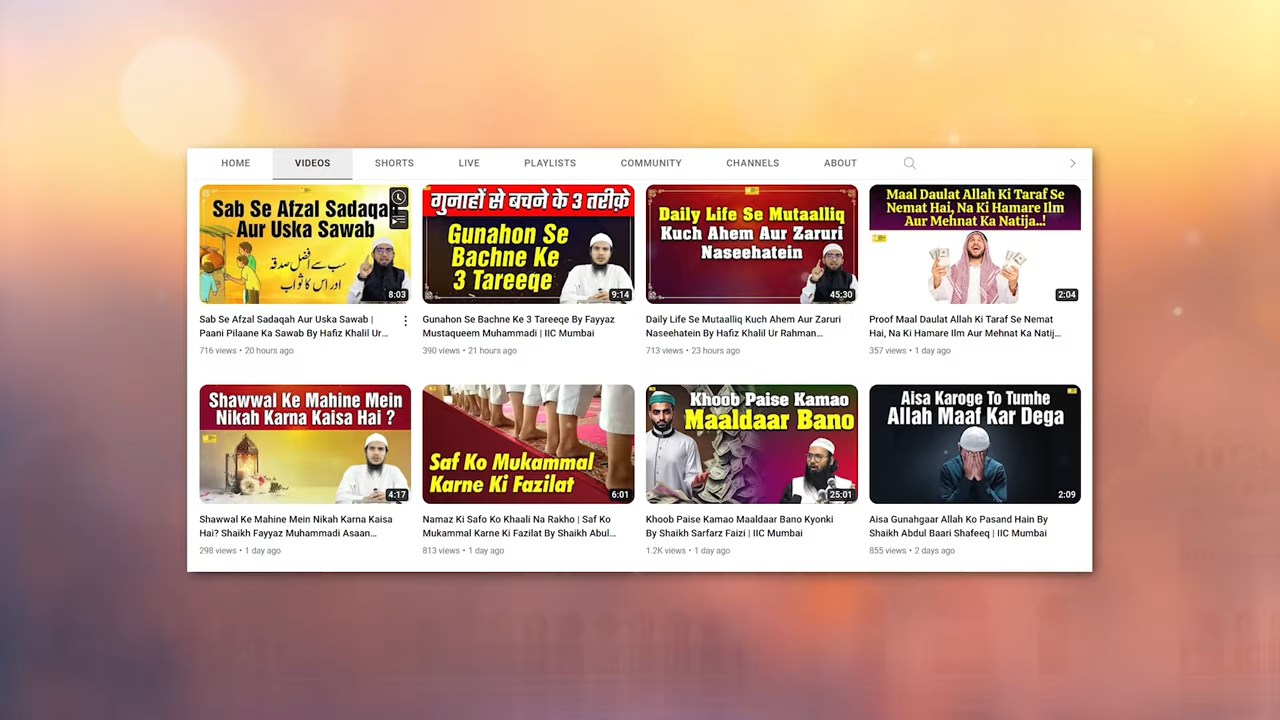 HOME VIDEOS SHORTS LIVE PLAYLISTS COMMUNITY CHANNELS ABOUT
Sab Se Afzal Sadaqah
Aur Uska Sawab
سب سے افضل صدقہ
اور اس کا ثواب
8:03
गुनाहों से बचने के 3 तरीक़े
Gunahon Se
Bachne Ke
3 Tareeqe
9:14
Daily Life Se Mutaalliq
Kuch Ahem Aur Zaruri
Naseehatein
45:30
Maal Daulat Allah Ki Taraf Se
Nemat Hai, Na Ki Hamare Ilm
Aur Mehnat Ka Natija..!
2:04
Sab Se Afzal Sadaqah Aur Uska Sawab |
Paani Pilaane Ka Sawab By Hafiz Khalil Ur...
716 views • 20 hours ago
Gunahon Se Bachne Ke 3 Tareeqe By Fayyaz
Mustaqueem Muhammadi | IIC Mumbai
390 views • 21 hours ago
Daily Life Se Mutaalliq Kuch Ahem Aur Zaruri
Naseehatein By Hafiz Khalil Ur Rahman...
713 views • 23 hours ago
Proof Maal Daulat Allah Ki Taraf Se Nemat
Hai, Na Ki Hamare Ilm Aur Mehnat Ka Natij...
357 views • 1 day ago
Shawwal Ke Mahine Mein
Nikah Karna Kaisa Hai ?
4:17
Saf Ko Mukammal
Karne Ki Fazilat
6:01
Khoob Paise Kamao
Maaldaar Bano
25:01
Aisa Karoge To Tumhe
Allah Maaf Kar Dega
2:09
Shawwal Ke Mahine Mein Nikah Karna Kaisa
Hai? Shaikh Fayyaz Muhammadi Asaan...
298 views • 1 day ago
Namaz Ki Safo Ko Khaali Na Rakho | Saf Ko
Mukammal Karne Ki Fazilat By Shaikh Abul...
813 views • 1 day ago
Khoob Paise Kamao Maaldaar Bano Kyonki
By Shaikh Sarfarz Faizi | IIC Mumbai
1.2K views • 1 day ago
Aisa Gunahgaar Allah Ko Pasand Hain By
Shaikh Abdul Baari Shafeeq | IIC Mumbai
855 views • 2 days ago